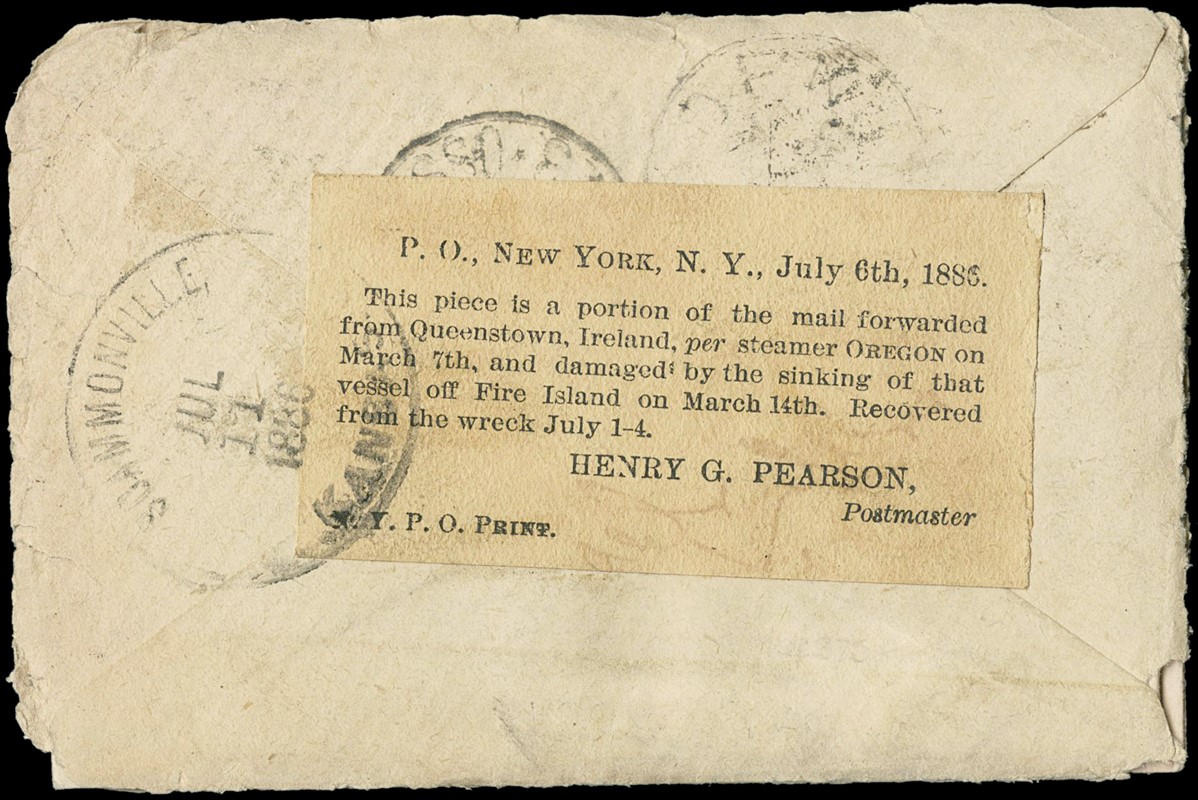 P. O., NEW YORK, N. Y., July 6th, 1886.
This piece is a portion of the mail forwarded
from Queenstown, Ireland, per steamer OREGON on
March 7th, and damaged by the sinking of that
vessel off Fire Island on March 14th. Recovered
from the wreck July 1-4.
HENRY G. PEARSON,
Postmaster
N. Y. P. O. PRINT.
SCAMMONVILLE,
JUL
1886
KANSAS